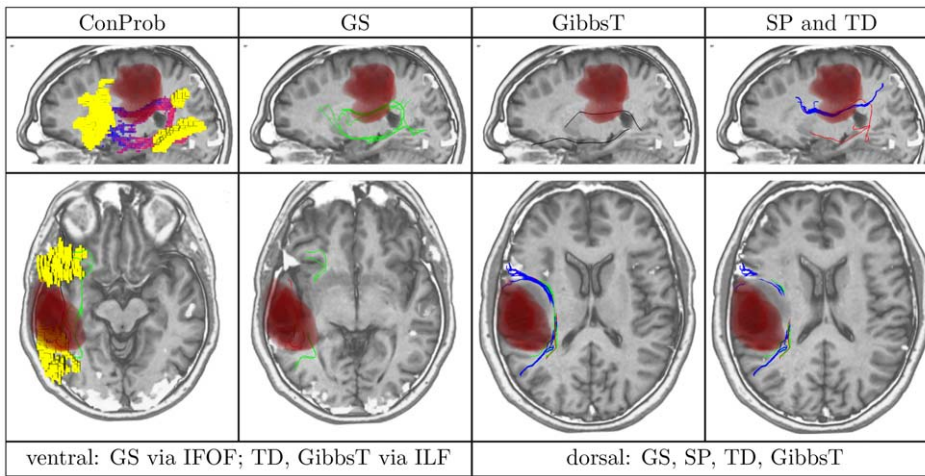 ConProb GS GibbsT SP and TD
ventral: GS via IFOF; TD, GibbsT via ILF dorsal: GS, SP, TD, GibbsT